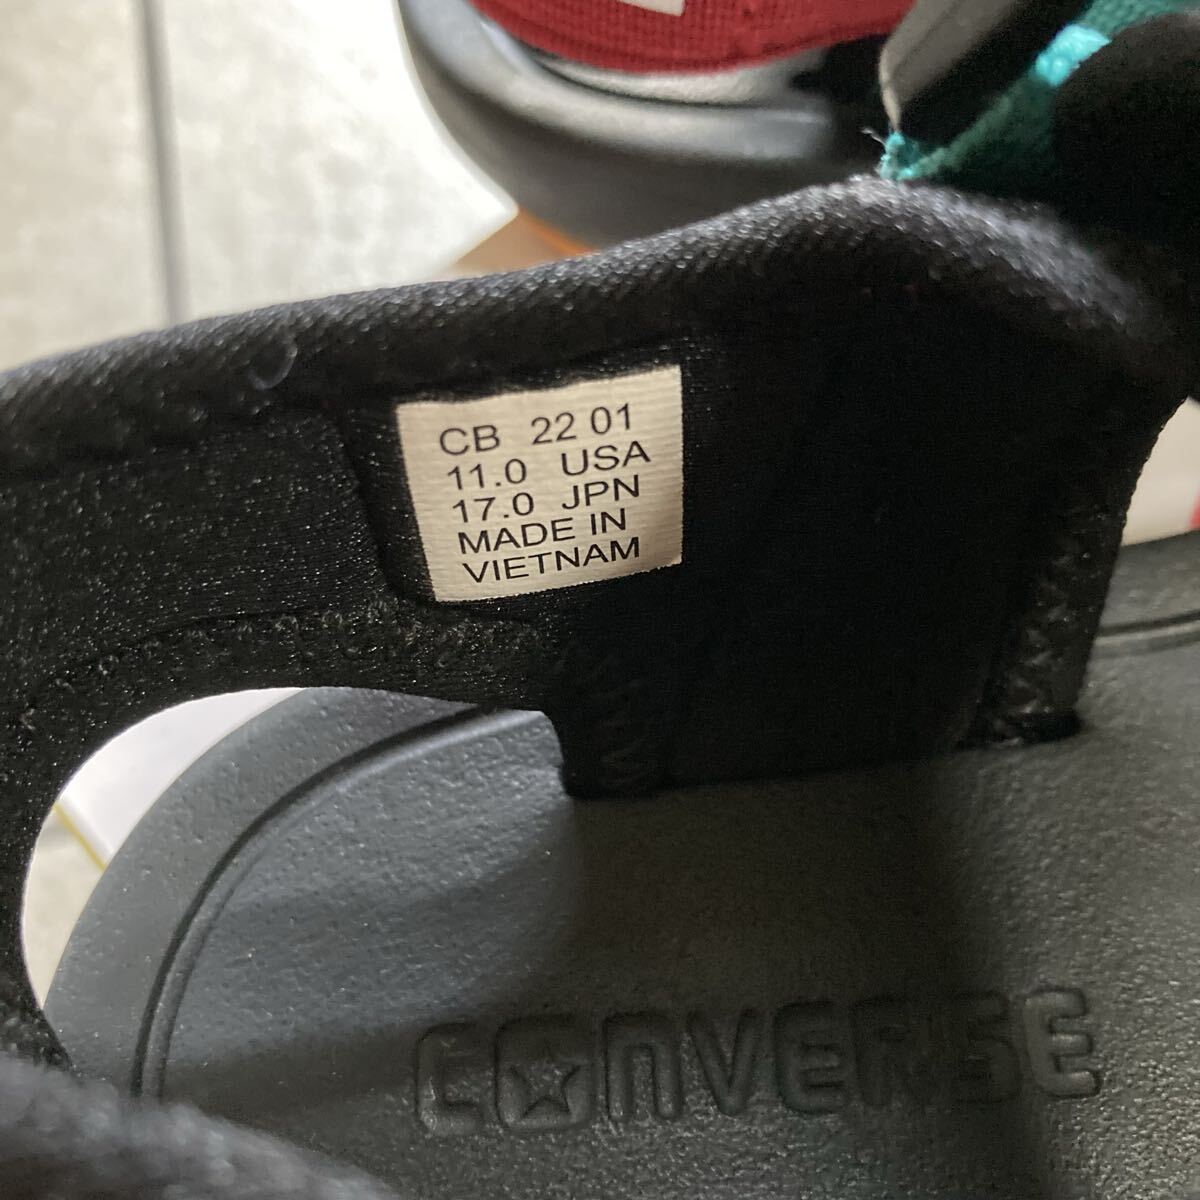 CB 22 01
11.0 USA
17.0 JPN
MADE IN
VIETNAM
CONVERSE